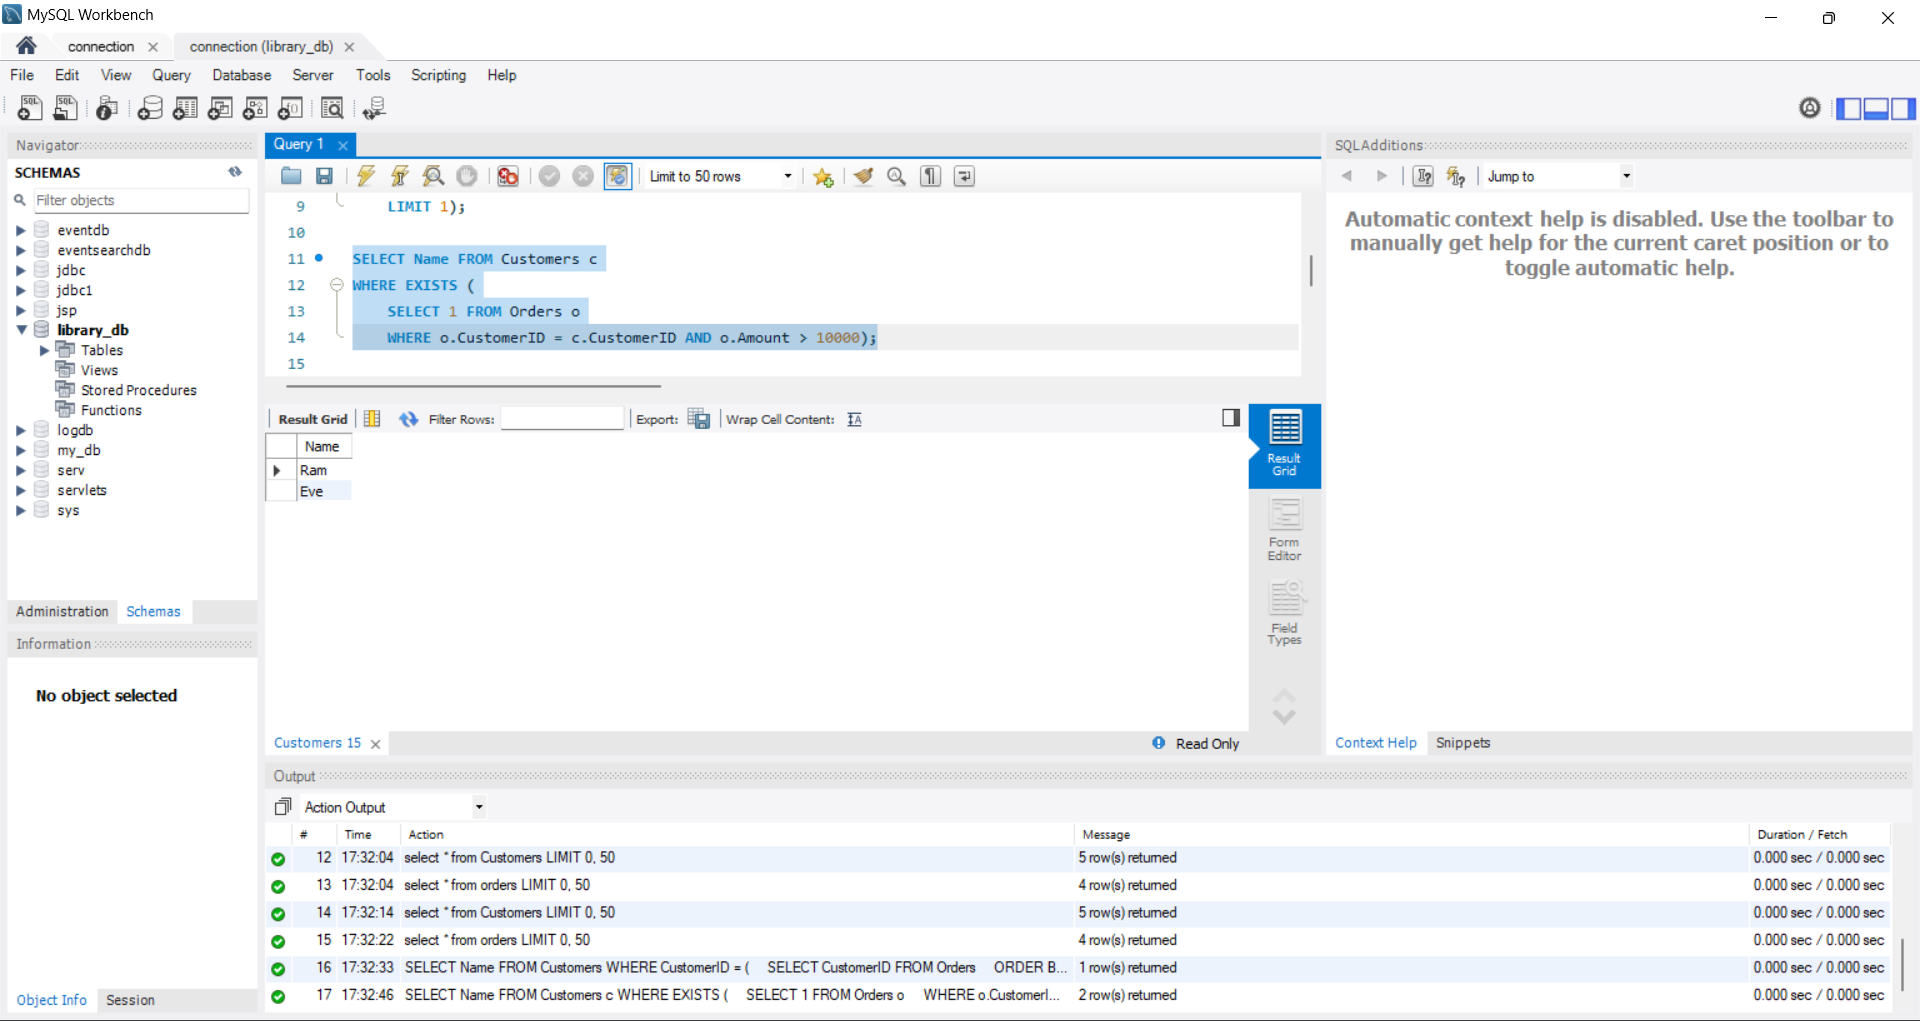 MySQL Workbench
connection
connection (library_db)
File Edit View Query Database Server Tools Scripting Help
Navigator
SCHEMAS
Filter objects
eventdb
eventsearchdb
jdbc
jdbc1
jsp
library_db
Tables
Views
Stored Procedures
Functions
logdb
my_db
serv
servlets
sys
Administration Schemas
Information
No object selected
Object Info Session
Query 1
Limit to 50 rows
9 LIMIT 1);
10
11 SELECT Name FROM Customers c
12 WHERE EXISTS (
13 SELECT 1 FROM Orders o
14 WHERE o.CustomerID = c.CustomerID AND o.Amount > 10000);
15
Result Grid Filter Rows: Export: Wrap Cell Content:
Name
Ram
Eve
Result Grid
Form Editor
Field Types
Customers 15
Read Only
SQLAdditions
Jump to
Automatic context help is disabled. Use the toolbar to
manually get help for the current caret position or to
toggle automatic help.
Context Help Snippets
Output
Action Output
# Time Action Message Duration / Fetch
12 17:32:04 select * from Customers LIMIT 0, 50 5 row(s) returned 0.000 sec / 0.000 sec
13 17:32:04 select * from orders LIMIT 0, 50 4 row(s) returned 0.000 sec / 0.000 sec
14 17:32:14 select * from Customers LIMIT 0, 50 5 row(s) returned 0.000 sec / 0.000 sec
15 17:32:22 select * from orders LIMIT 0, 50 4 row(s) returned 0.000 sec / 0.000 sec
16 17:32:33 SELECT Name FROM Customers WHERE CustomerID = ( SELECT CustomerID FROM Orders ORDER B... 1 row(s) returned 0.000 sec / 0.000 sec
17 17:32:46 SELECT Name FROM Customers c WHERE EXISTS ( SELECT 1 FROM Orders o WHERE o.CustomerI... 2 row(s) returned 0.000 sec / 0.000 sec